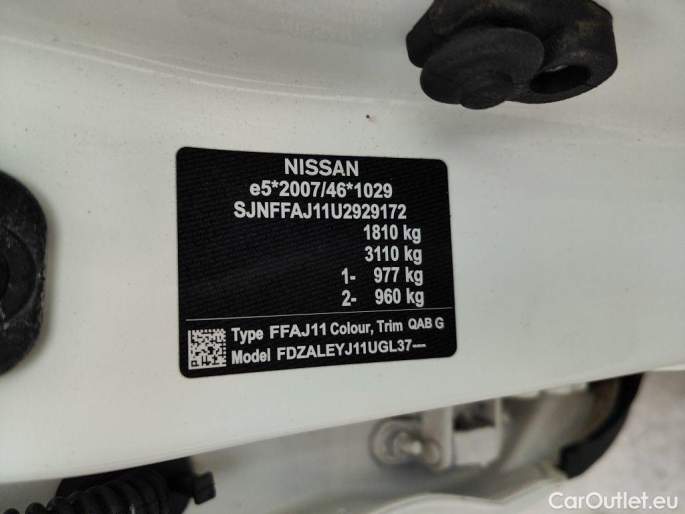 NISSAN
e5*2007/46*1029
SJNFFAJ11U2929172
1810 kg
3110 kg
1- 977 kg
2- 960 kg
Type FFAJ11 Colour, Trim QAB G
Model FDZALEYJ11UGL37---
CarOutlet.eu